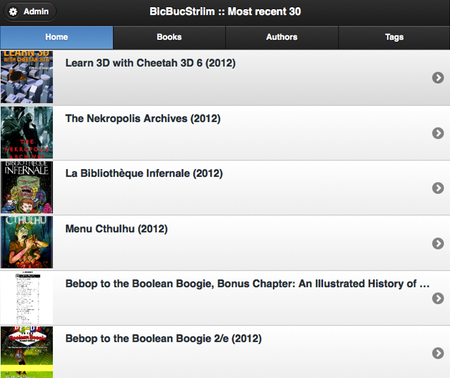 Admin
BicBucStriim :: Most recent 30
Home
Books
Authors
Tags
LEARN 3D
WITH CHEETAH 3D 6
Learn 3D with Cheetah 3D 6 (2012)
The Nekropolis Archives (2012)
BIBLIOTHÈQUE
INFERNALE
La Bibliothèque Infernale (2012)
CTHULHU
Menu Cthulhu (2012)
Bebop to the Boolean Boogie, Bonus Chapter: An Illustrated History of ...
Bebop to the Boolean Boogie 2/e (2012)